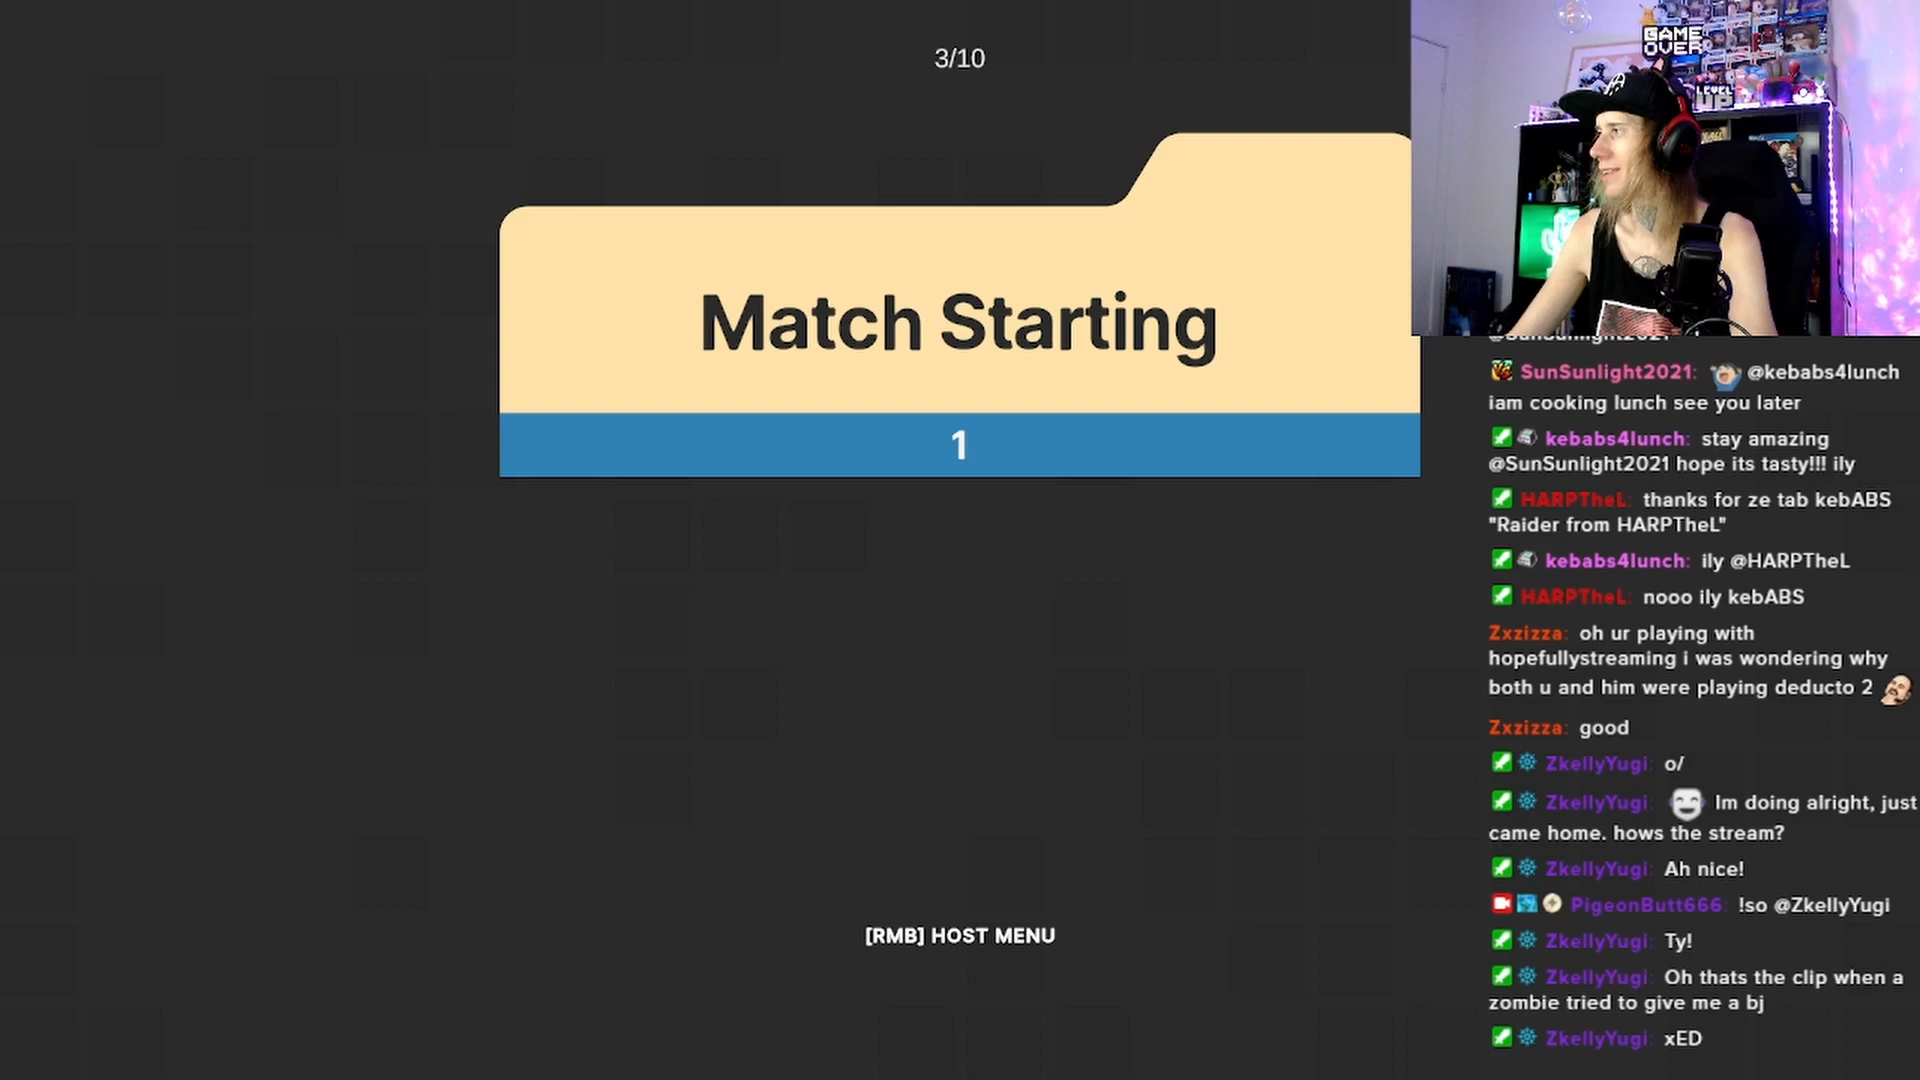 3/10
GAME
OVER
LEVEL
UP
Match Starting
1
[RMB] HOST MENU
@SunSunlight2021
SunSunlight2021: @kebabs4lunch
iam cooking lunch see you later
kebabs4lunch: stay amazing
@SunSunlight2021 hope its tasty!!! ily
HARPTheL: thanks for ze tab kebABS
"Raider from HARPTheL"
kebabs4lunch: ily @HARPTheL
HARPTheL: nooo ily kebABS
Zxzizza: oh ur playing with
hopefullystreaming i was wondering why
both u and him were playing deducto 2
Zxzizza: good
ZkellyYugi: o/
ZkellyYugi: Im doing alright, just
came home. hows the stream?
ZkellyYugi: Ah nice!
PigeonButt666: !so @ZkellyYugi
ZkellyYugi: Ty!
ZkellyYugi: Oh thats the clip when a
zombie tried to give me a bj
ZkellyYugi: xED